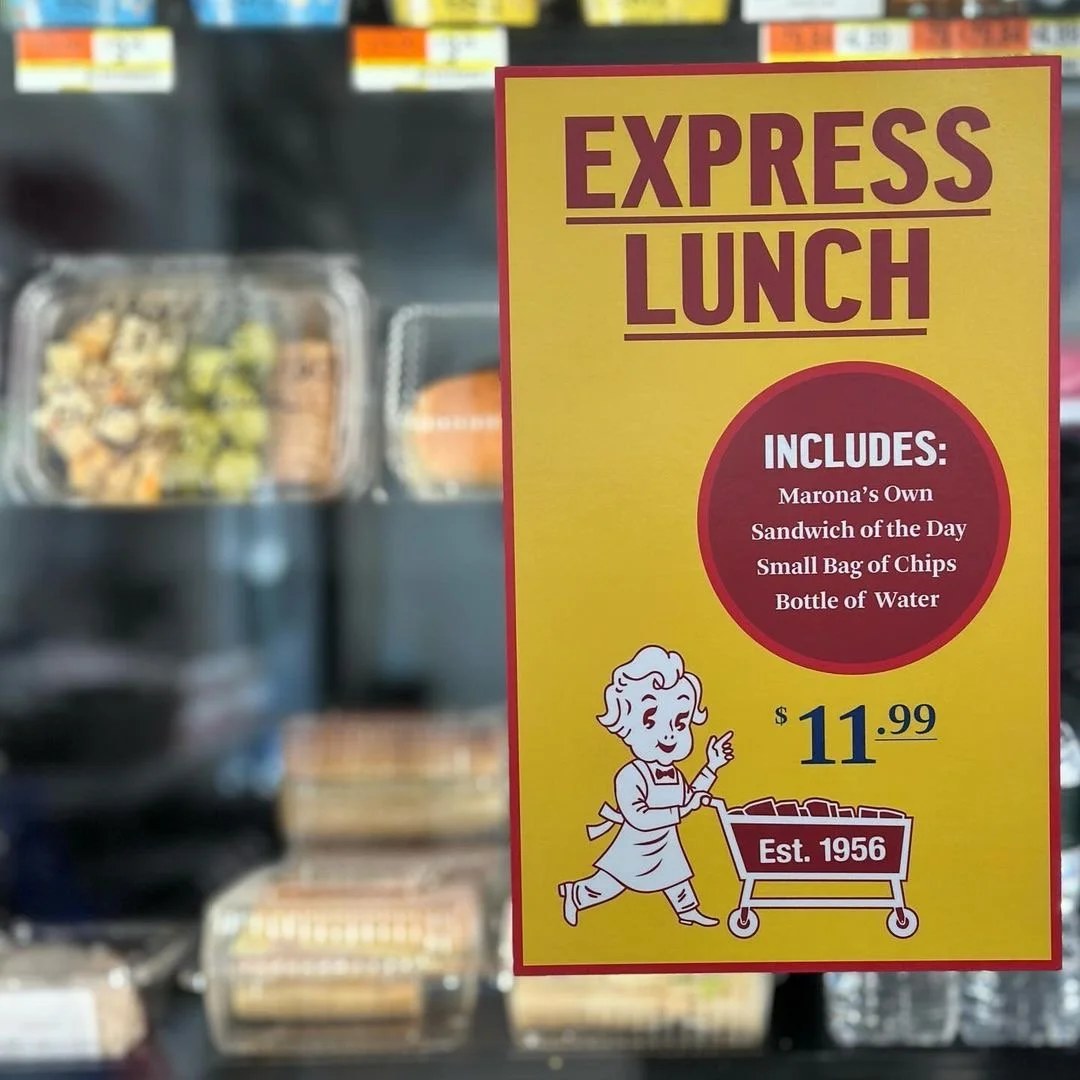 EXPRESS
LUNCH
INCLUDES:
Marona's Own
Sandwich of the Day
Small Bag of Chips
Bottle of Water
$11.99
Est. 1956